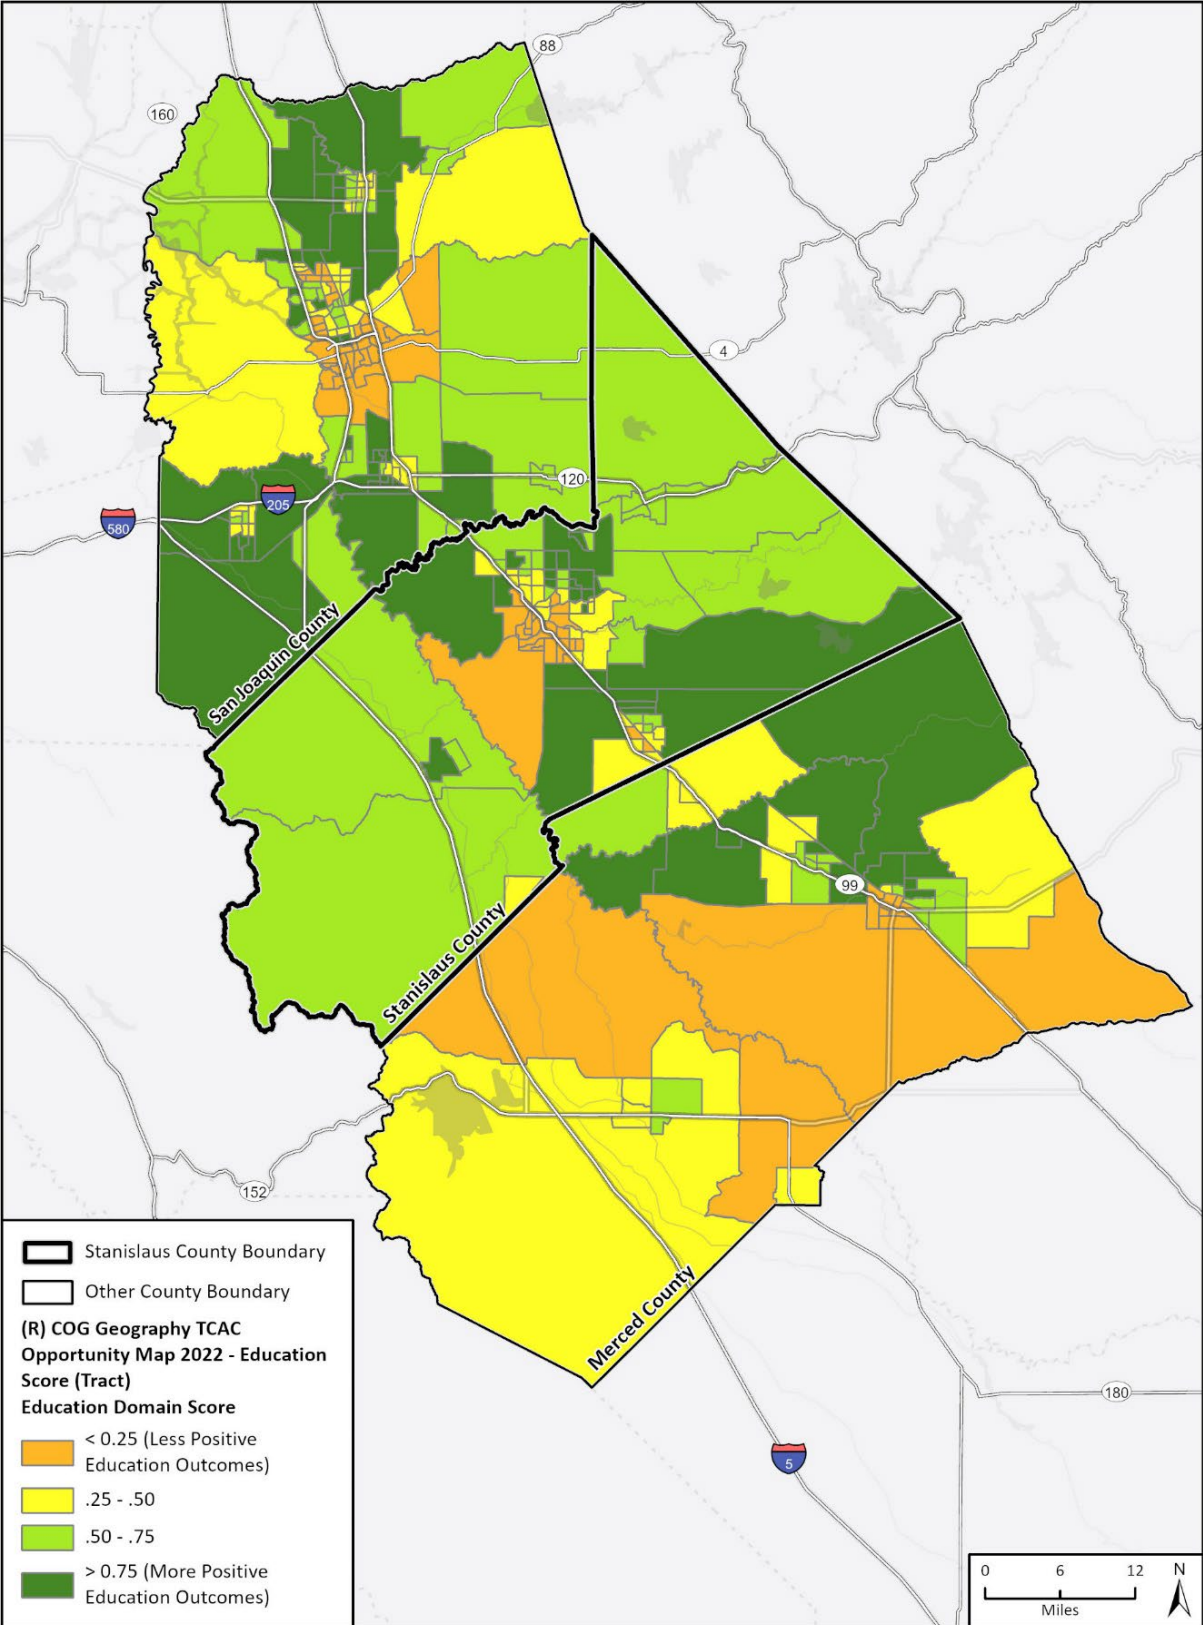 88
160
4
120
205
580
San Joaquin County
99
Stanislaus County
152
Merced County
180
5
Stanislaus County Boundary
Other County Boundary
(R) COG Geography TCAC
Opportunity Map 2022 - Education
Score (Tract)
Education Domain Score
< 0.25 (Less Positive
Education Outcomes)
.25 - .50
.50 - .75
> 0.75 (More Positive
Education Outcomes)
0 6 12
Miles
N